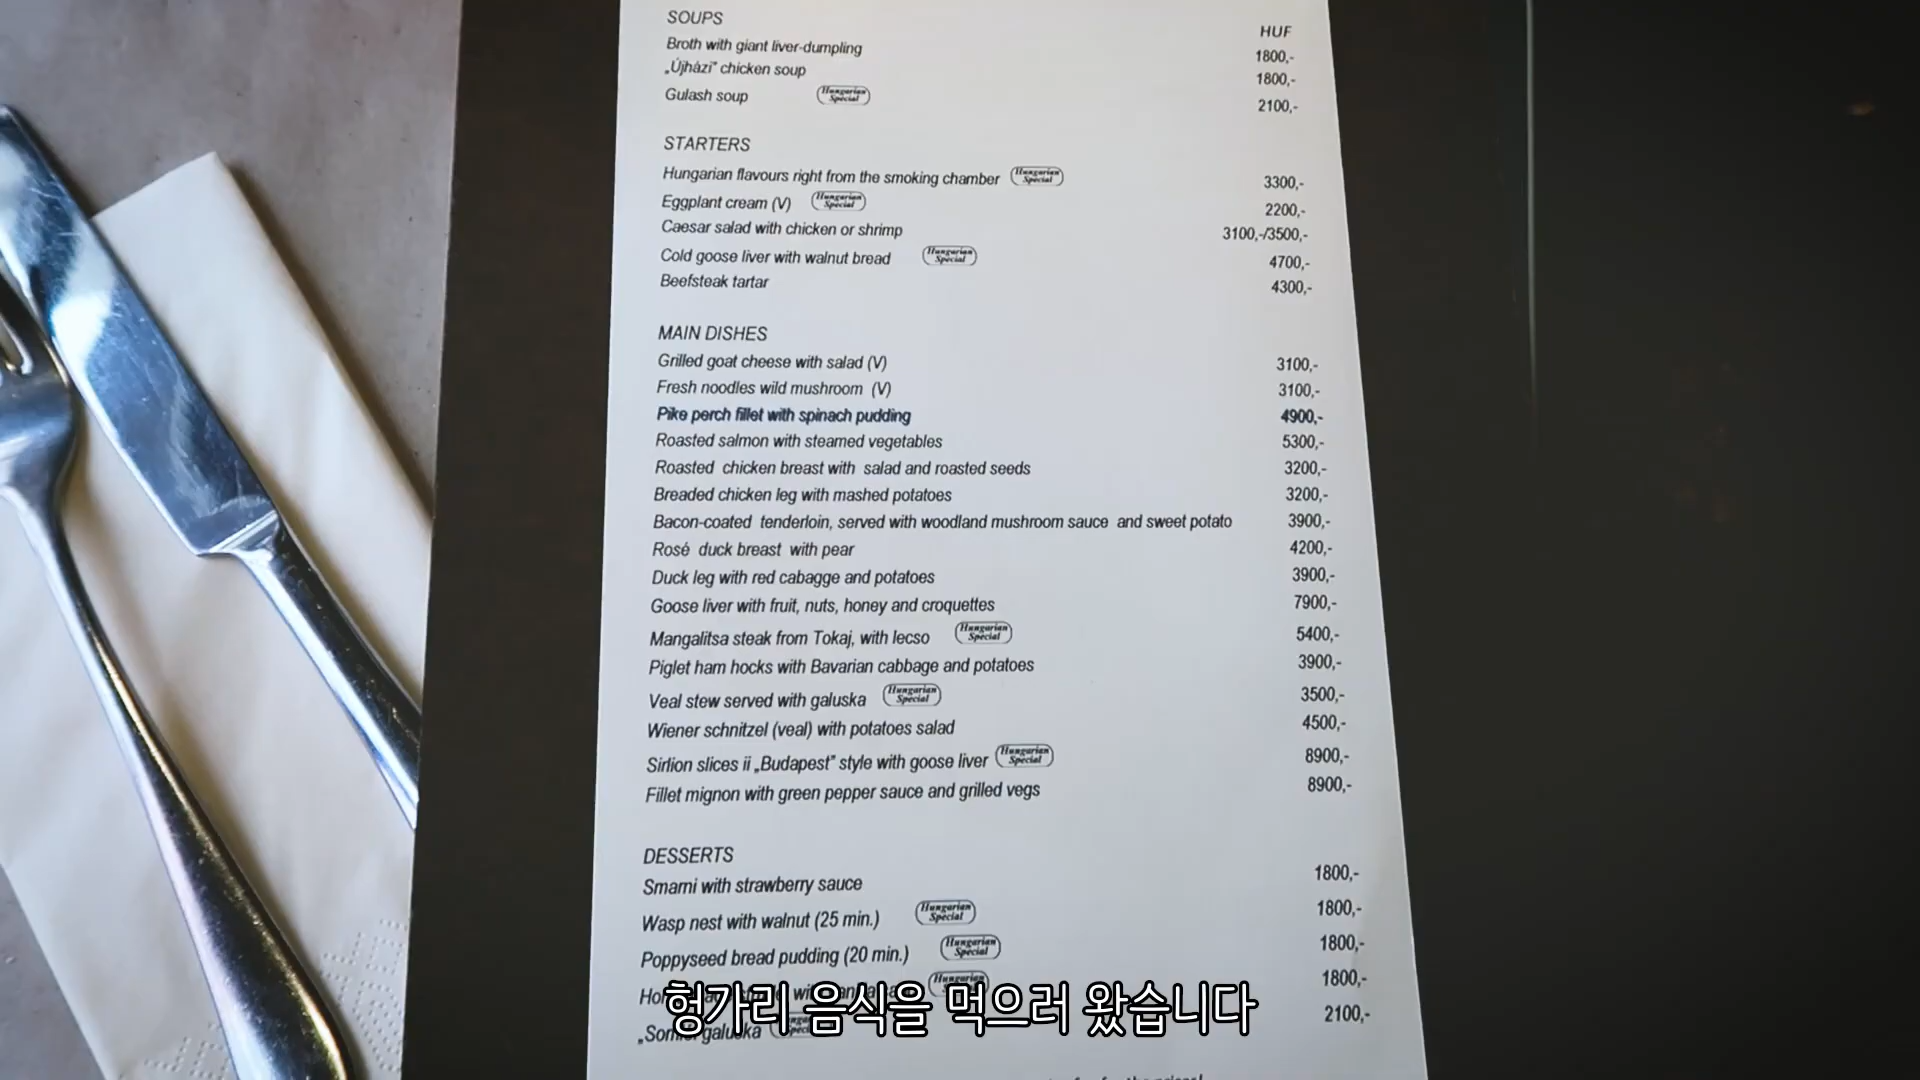 SOUPS
HUF
Broth with giant liver-dumpling 1800,-
„Újházi" chicken soup 1800,-
Gulash soup Hungarian Special 2100,-
STARTERS
Hungarian flavours right from the smoking chamber Hungarian Special 3300,-
Eggplant cream (V) Hungarian Special 2200,-
Caesar salad with chicken or shrimp 3100,-/3500,-
Cold goose liver with walnut bread Hungarian Special 4700,-
Beefsteak tartar 4300,-
MAIN DISHES
Grilled goat cheese with salad (V) 3100,-
Fresh noodles wild mushroom (V) 3100,-
Pike perch fillet with spinach pudding 4900,-
Roasted salmon with steamed vegetables 5300,-
Roasted chicken breast with salad and roasted seeds 3200,-
Breaded chicken leg with mashed potatoes 3200,-
Bacon-coated tenderloin, served with woodland mushroom sauce and sweet potato 3900,-
Rosé duck breast with pear 4200,-
Duck leg with red cabagge and potatoes 3900,-
Goose liver with fruit, nuts, honey and croquettes 7900,-
Mangalitsa steak from Tokaj, with lecso Hungarian Special 5400,-
Piglet ham hocks with Bavarian cabbage and potatoes 3900,-
Veal stew served with galuska Hungarian Special 3500,-
Wiener schnitzel (veal) with potatoes salad 4500,-
Sirlion slices ii „Budapest" style with goose liver Hungarian Special 8900,-
Fillet mignon with green pepper sauce and grilled vegs 8900,-
DESSERTS
Smarni with strawberry sauce 1800,-
Wasp nest with walnut (25 min.) Hungarian Special 1800,-
Poppyseed bread pudding (20 min.) Hungarian Special 1800,-
Hungarian Special 1800,-
galuska 2100,-
헝가리 음식을 먹으러 왔습니다